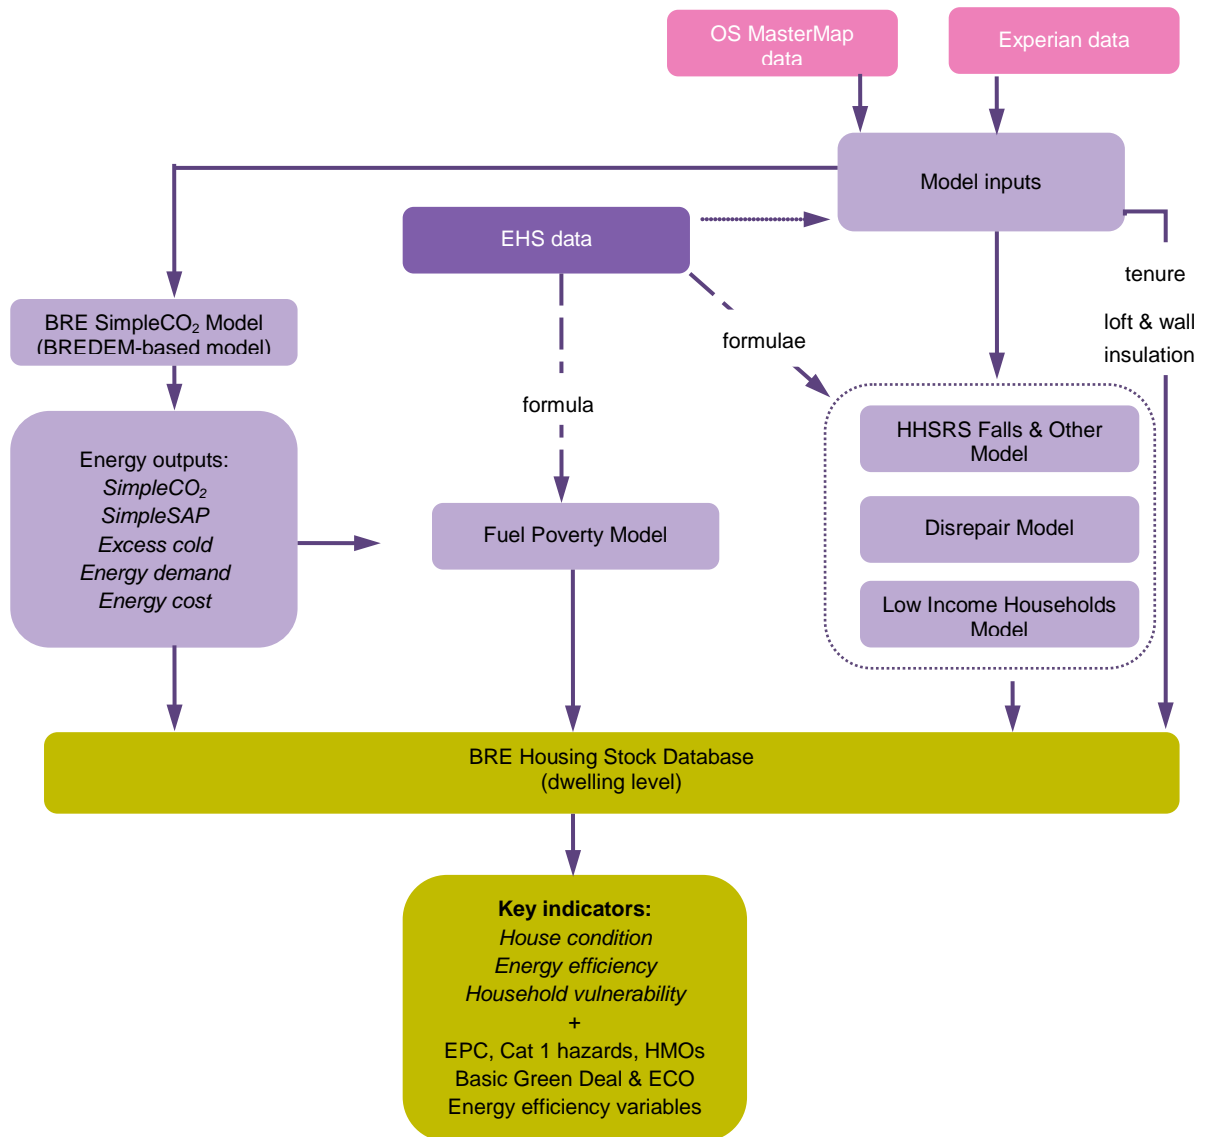 OS MasterMap
data
Experian data
Model inputs
EHS data
tenure
loft & wall
insulation
BRE SimpleCO₂ Model
(BREDEM-based model)
formulae
formula
Energy outputs:
SimpleCO₂
SimpleSAP
Excess cold
Energy demand
Energy cost
Fuel Poverty Model
HHSRS Falls & Other
Model
Disrepair Model
Low Income Households
Model
BRE Housing Stock Database
(dwelling level)
Key indicators:
House condition
Energy efficiency
Household vulnerability
+
EPC, Cat 1 hazards, HMOs
Basic Green Deal & ECO
Energy efficiency variables